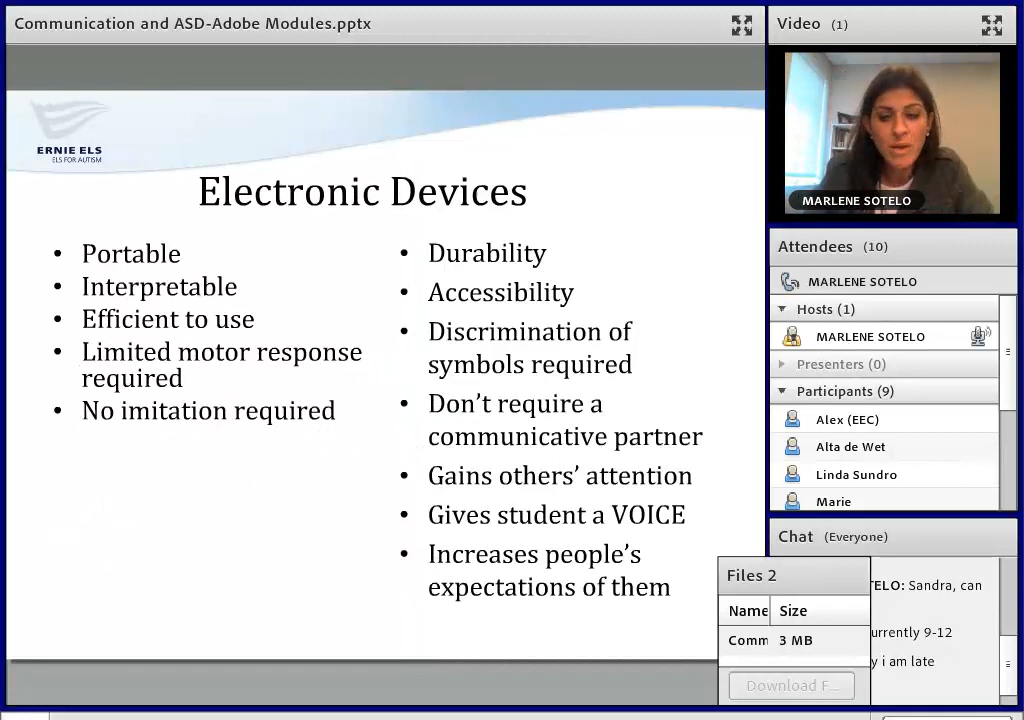 Communication and ASD-Adobe Modules.pptx
ERNIE ELS
ELS FOR AUTISM
Electronic Devices
• Portable
• Interpretable
• Efficient to use
• Limited motor response
required
• No imitation required
• Durability
• Accessibility
• Discrimination of
symbols required
• Don’t require a
communicative partner
• Gains others’ attention
• Gives student a VOICE
• Increases people’s
expectations of them
Video (1)
MARLENE SOTELO
Attendees (10)
MARLENE SOTELO
Hosts (1)
MARLENE SOTELO
Presenters (0)
Participants (9)
Alex (EEC)
Alta de Wet
Linda Sundro
Marie
Chat (Everyone)
TELO: Sandra, can
urrently 9-12
y i am late
Files 2
Name Size
Comm 3 MB
Download F...